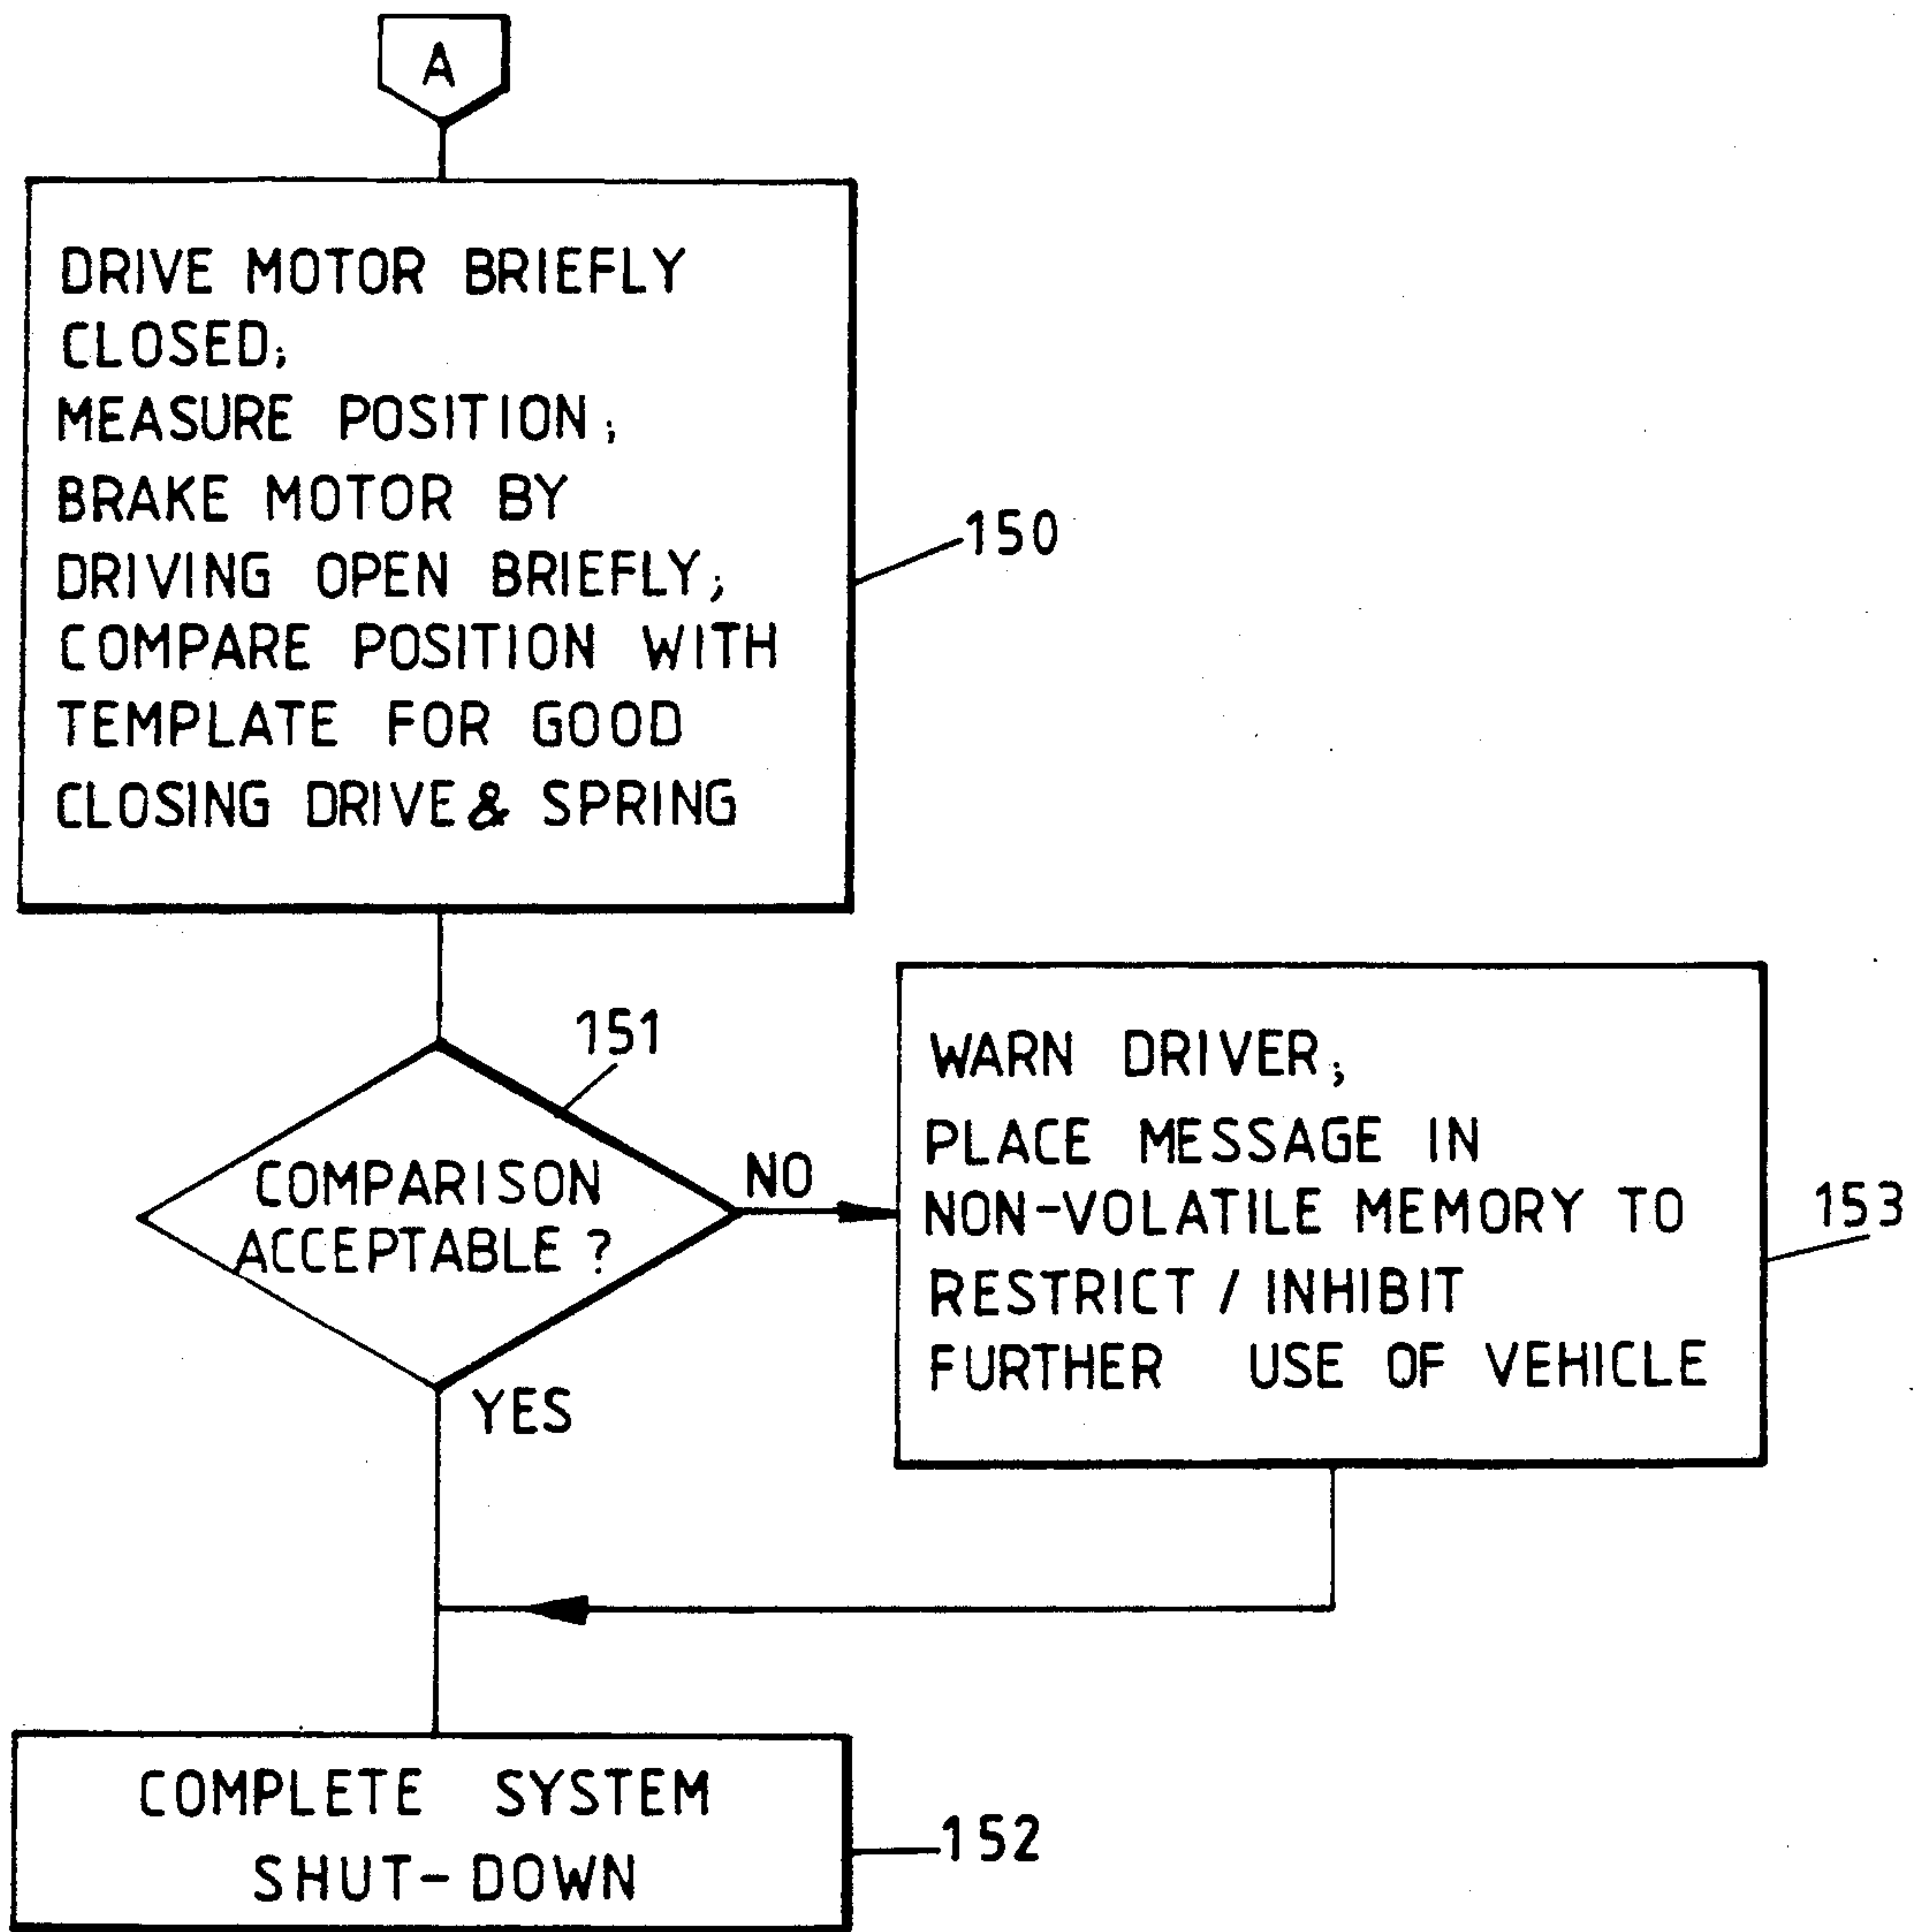 A
DRIVE MOTOR BRIEFLY
CLOSED;
MEASURE POSITION;
BRAKE MOTOR BY
DRIVING OPEN BRIEFLY;
COMPARE POSITION WITH
TEMPLATE FOR GOOD
CLOSING DRIVE & SPRING
150
151
COMPARISON
ACCEPTABLE ?
NO
YES
WARN DRIVER;
PLACE MESSAGE IN
NON-VOLATILE MEMORY TO
RESTRICT / INHIBIT
FURTHER USE OF VEHICLE
153
COMPLETE SYSTEM
SHUT-DOWN
152